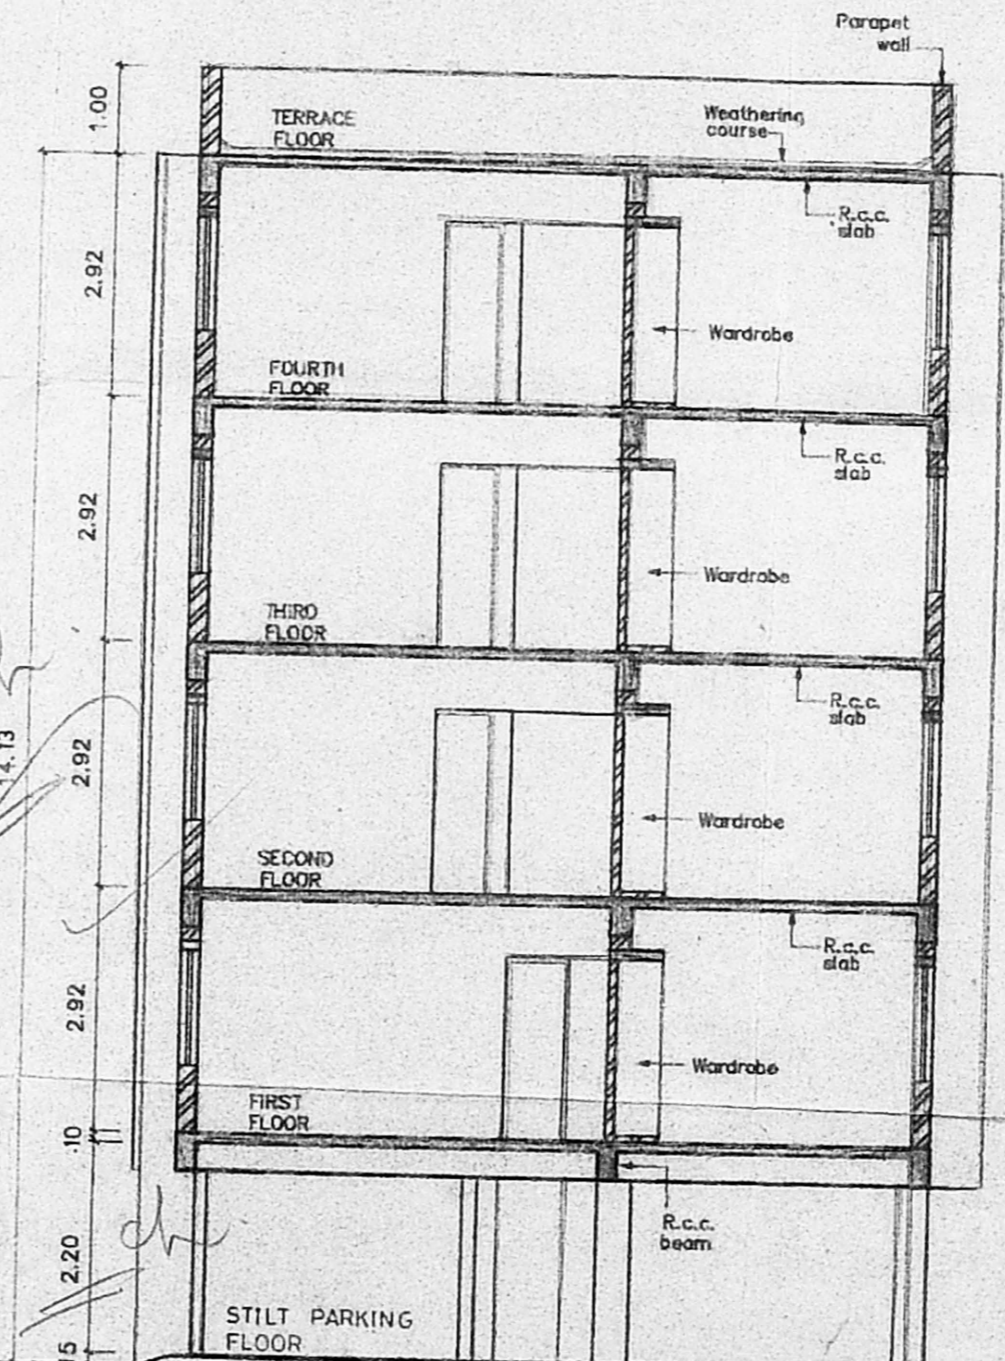 Parapet
wall
1.00
TERRACE
FLOOR
Weathering
course
R.c.c.
slab
2.92
Wardrobe
FOURTH
FLOOR
R.c.c.
slab
2.92
Wardrobe
THIRD
FLOOR
R.c.c.
slab
14.13
2.92
Wardrobe
SECOND
FLOOR
R.c.c.
slab
2.92
Wardrobe
FIRST
FLOOR
.10
R.c.c.
beam
2.20
STILT PARKING
FLOOR